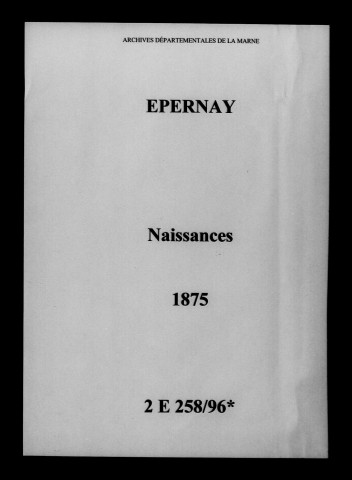 ARCHIVES DÉPARTEMENTALES DE LA MARNE
EPERNAY
Naissances
1875
2 E 258/96*